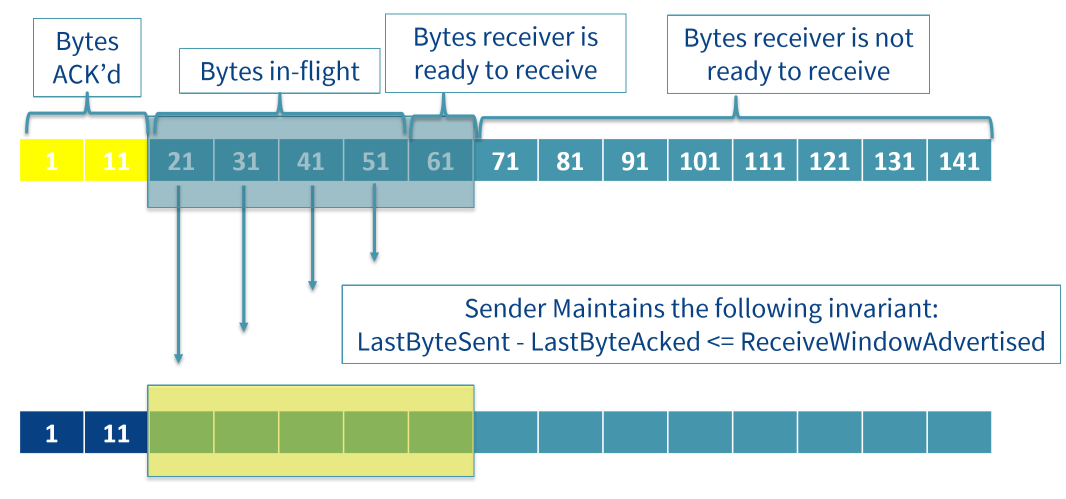 Bytes
ACK’d
Bytes in-flight
Bytes receiver is
ready to receive
Bytes receiver is not
ready to receive
1 11 21 31 41 51 61 71 81 91 101 111 121 131 141
Sender Maintains the following invariant:
LastByteSent - LastByteAcked <= ReceiveWindowAdvertised
1 11